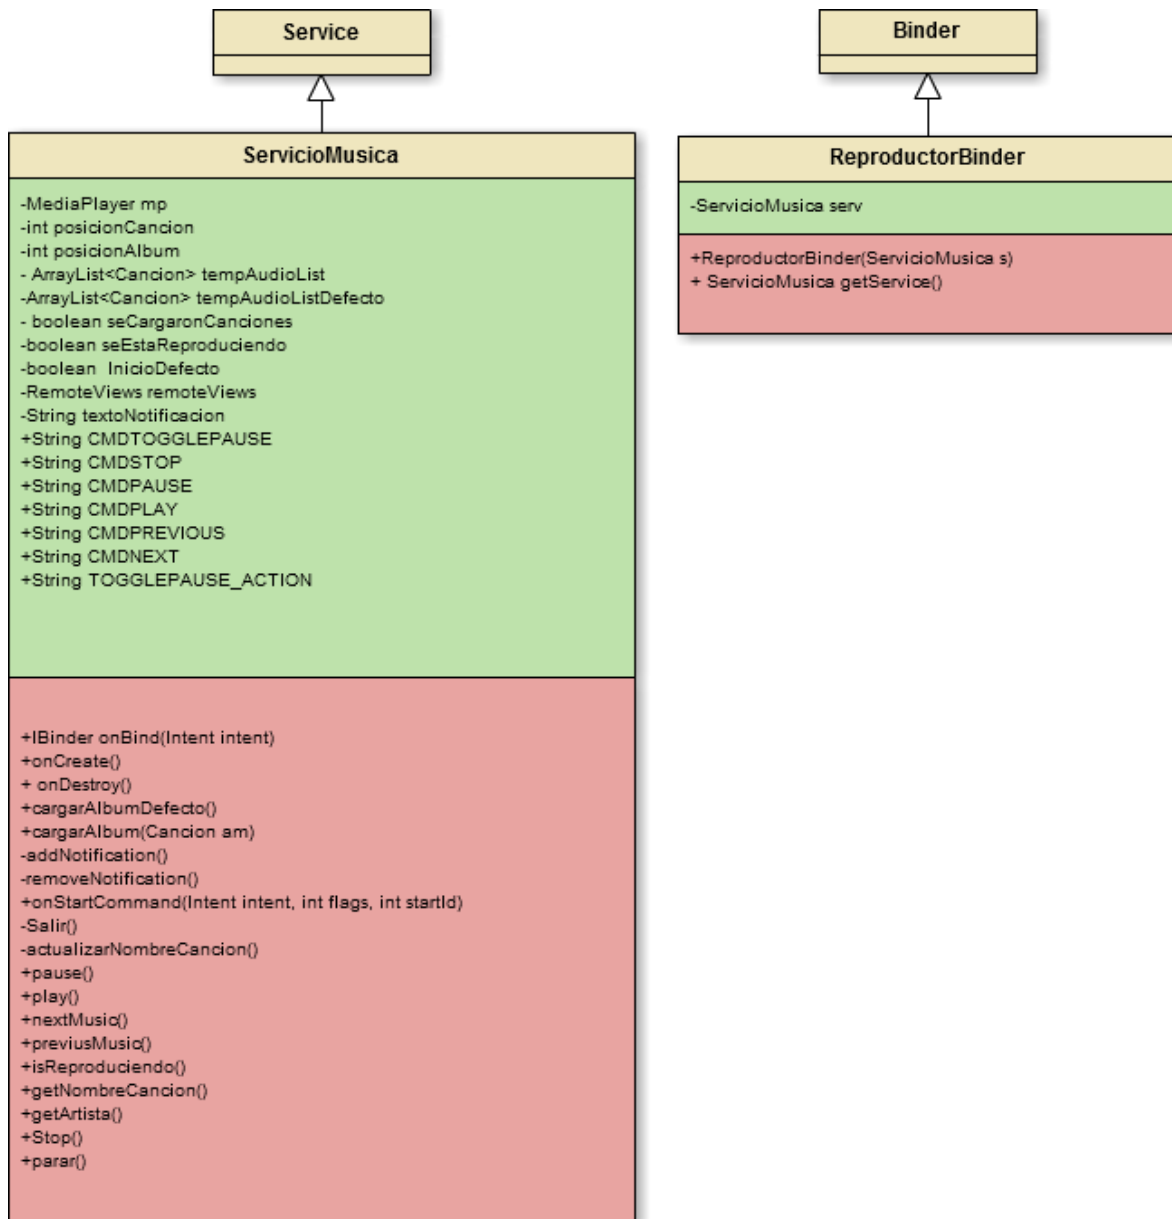 Service
ServicioMusica
-MediaPlayer mp
-int posicionCancion
-int posicionAlbum
- ArrayList<Cancion> tempAudioList
-ArrayList<Cancion> tempAudioListDefecto
- boolean seCargaronCanciones
-boolean seEstaReproduciendo
-boolean  InicioDefecto
-RemoteViews remoteViews
-String textoNotificacion
+String CMDTOGGLEPAUSE
+String CMDSTOP
+String CMDPAUSE
+String CMDPLAY
+String CMDPREVIOUS
+String CMDNEXT
+String TOGGLEPAUSE_ACTION
+IBinder onBind(Intent intent)
+onCreate()
+ onDestroy()
+cargarAlbumDefecto()
+cargarAlbum(Cancion am)
-addNotification()
-removeNotification()
+onStartCommand(Intent intent, int flags, int startId)
-Salir()
-actualizarNombreCancion()
+pause()
+play()
+nextMusic()
+previusMusic()
+isReproduciendo()
+getNombreCancion()
+getArtista()
+Stop()
+parar()
Binder
ReproductorBinder
-ServicioMusica serv
+ReproductorBinder(ServicioMusica s)
+ ServicioMusica getService()